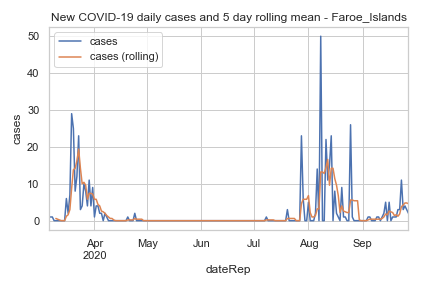 New COVID-19 daily cases and 5 day rolling mean - Faroe_Islands
cases
cases (rolling)
50
40
30
20
10
0
cases
Apr
2020
May
Jun
Jul
Aug
Sep
dateRep